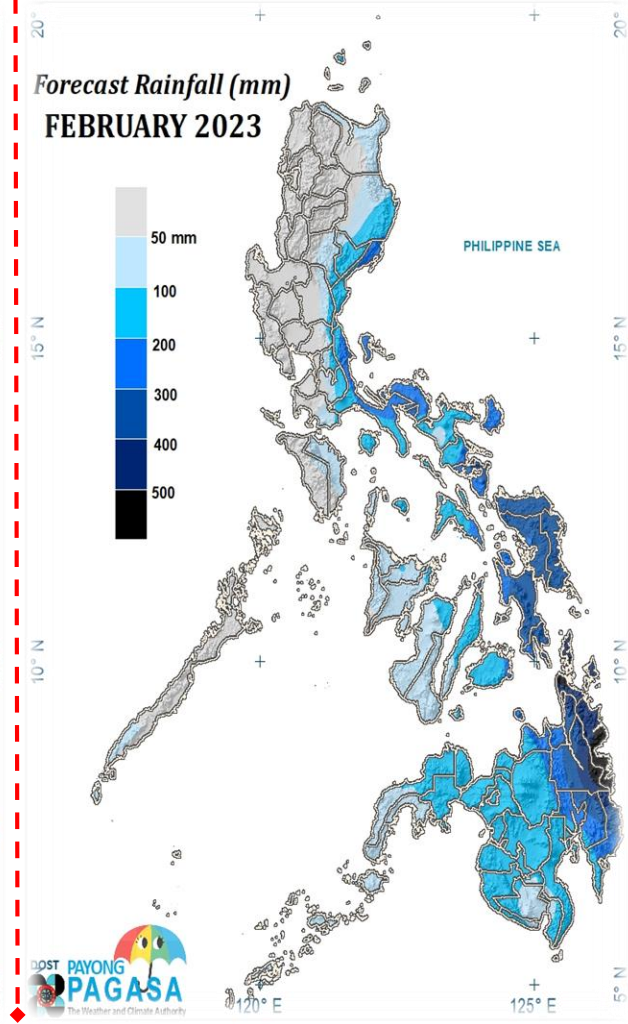 20°
20°
Forecast Rainfall (mm)
FEBRUARY 2023
50 mm
100
200
300
400
500
PHILIPPINE SEA
15° N
15° N
10° N
10° N
5° N
120° E
125° E
DOST
PAYONG
PAGASA
The Weather and Climate Authority